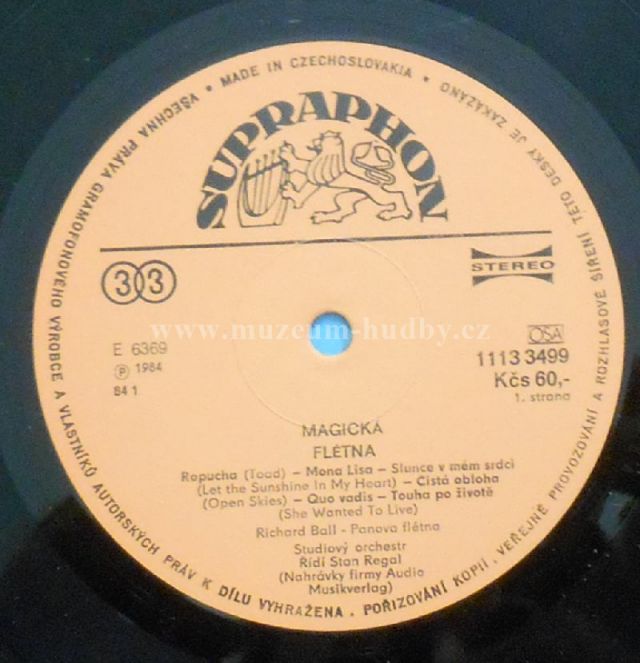 • MADE IN CZECHOSLOVAKIA •
VŠECHNA PRÁVA GRAMOFONOVÉHO VÝROBCE A VLASTNÍKŮ AUTORSKÝCH PRÁV K DÍLU VYHRAŽENA. POŘIZOVÁNÍ KOPIÍ, VEŘEJNÉ PROVOZOVÁNÍ A ROZHLASOVÉ ŠÍŘENÍ TÉTO DESKY JE ZAKÁZÁNO
SUPRAPHON
33
STEREO
www.muzeum-hudby.cz
E 6369
Ⓟ 1984
84 1
OSA
1113 3499
Kčs 60,-
1. strana
MAGICKÁ
FLÉTNA
Ropucha (Toad) – Mona Lisa – Slunce v mém srdci
(Let the Sunshine In My Heart) – Čistá obloha
(Open Skies) – Quo vadis – Touha po životě
(She Wanted To Live)
Richard Ball - Panova flétna
Studiový orchestr
Řídí Stan Regal
(Nahrávky firmy Audio
Musikverlag)